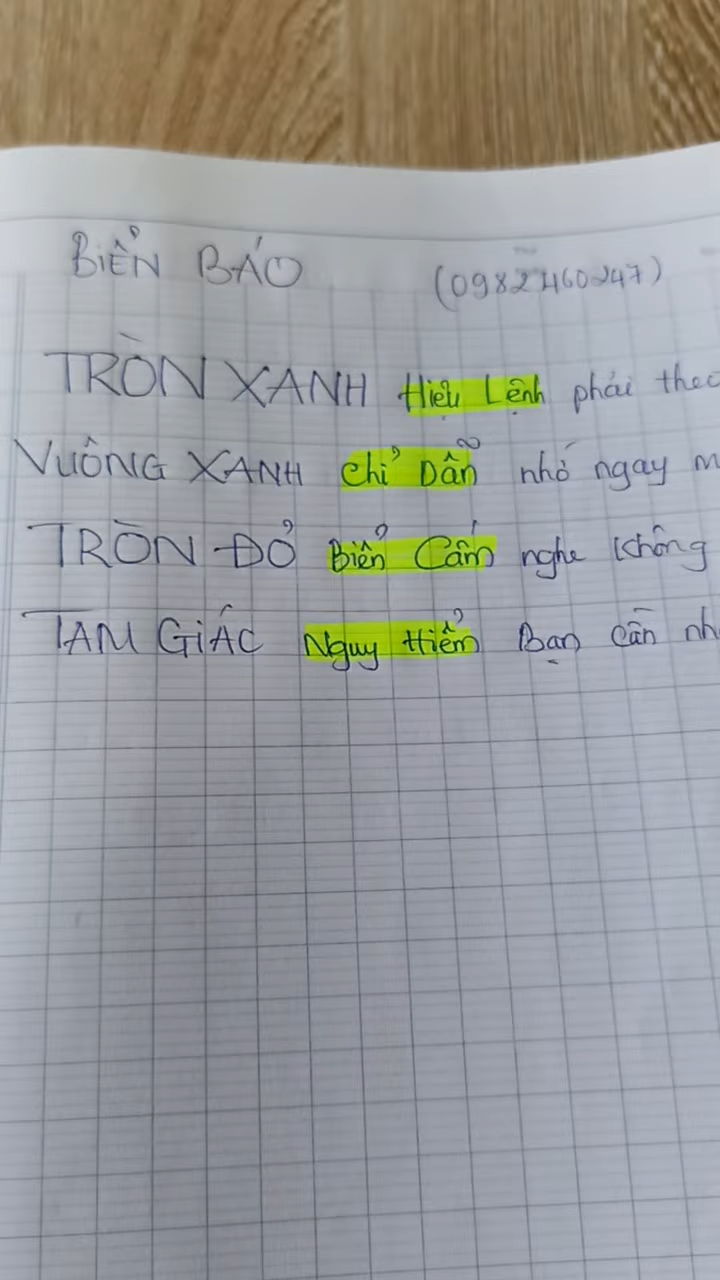 BIỂN BÁO (0982460247)
TRÒN XANH Hiệu Lệnh phải theo
VUÔNG XANH Chỉ Dẫn nhớ ngay m
TRÒN ĐỎ Biển Cấm nghe không
TAM GIÁC Nguy Hiểm Bạn cần nh